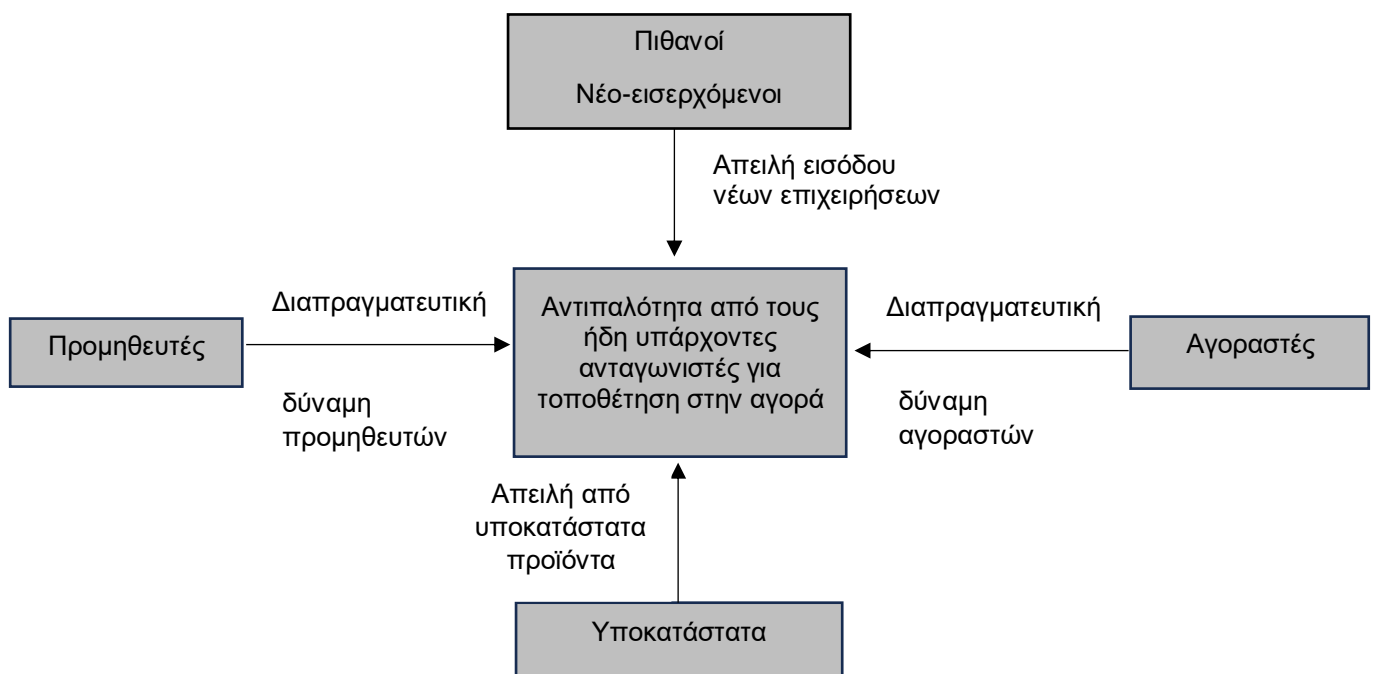 Πιθανοί
Νέο-εισερχόμενοι
Απειλή εισόδου
νέων επιχειρήσεων
Προμηθευτές
Διαπραγματευτική
δύναμη
προμηθευτών
Αντιπαλότητα από τους
ήδη υπάρχοντες
ανταγωνιστές για
τοποθέτηση στην αγορά
Διαπραγματευτική
δύναμη
αγοραστών
Αγοραστές
Απειλή από
υποκατάστατα
προϊόντα
Υποκατάστατα